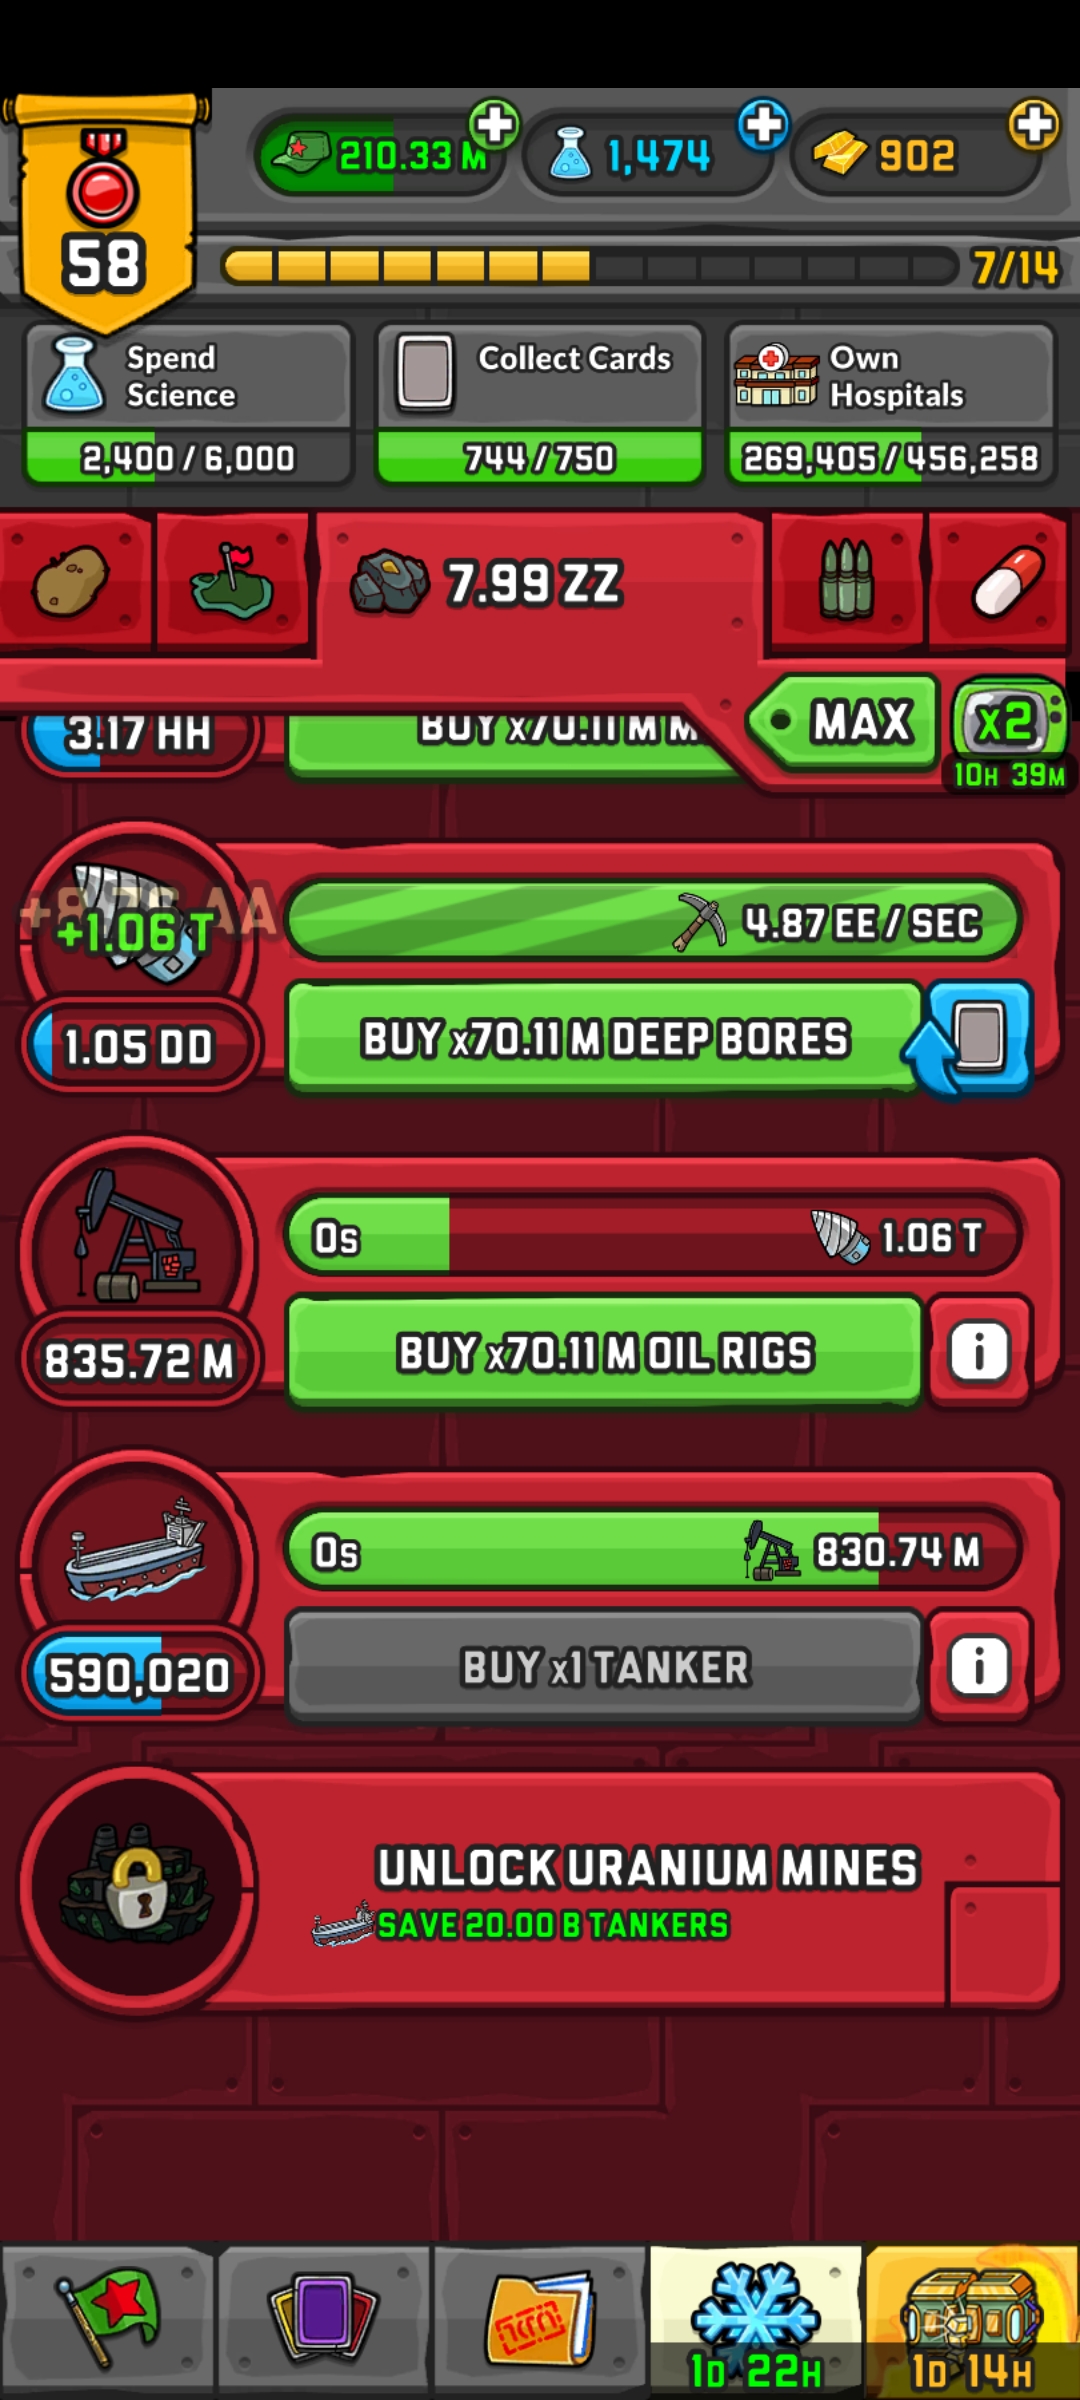 210.33 M
1,474
902
58
7/14
Spend
Science
2,400 / 6,000
Collect Cards
744 / 750
Own
Hospitals
269,405 / 456,258
7.99 ZZ
MAX
x2
10H 39M
3.17 HH
BUY x70.11 M M
+1.06 T
4.87 EE / SEC
1.05 DD
BUY x70.11 M DEEP BORES
0s
1.06 T
835.72 M
BUY x70.11 M OIL RIGS
i
0s
830.74 M
590,020
BUY x1 TANKER
i
UNLOCK URANIUM MINES
SAVE 20.00 B TANKERS
1D 22H
1D 14H